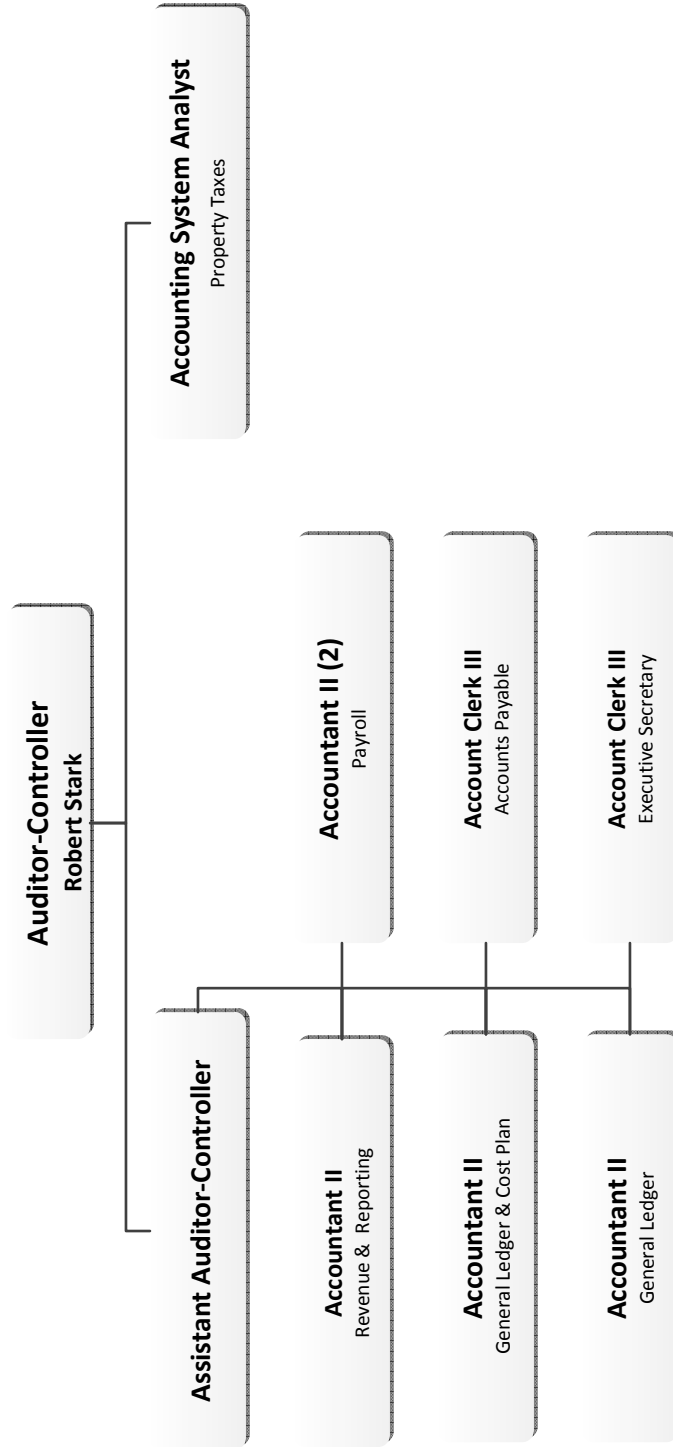 Auditor-Controller
Robert Stark
Assistant Auditor-Controller
Accounting System Analyst
Property Taxes
Accountant II
Revenue & Reporting
Accountant II (2)
Payroll
Accountant II
General Ledger & Cost Plan
Account Clerk III
Accounts Payable
Accountant II
General Ledger
Account Clerk III
Executive Secretary